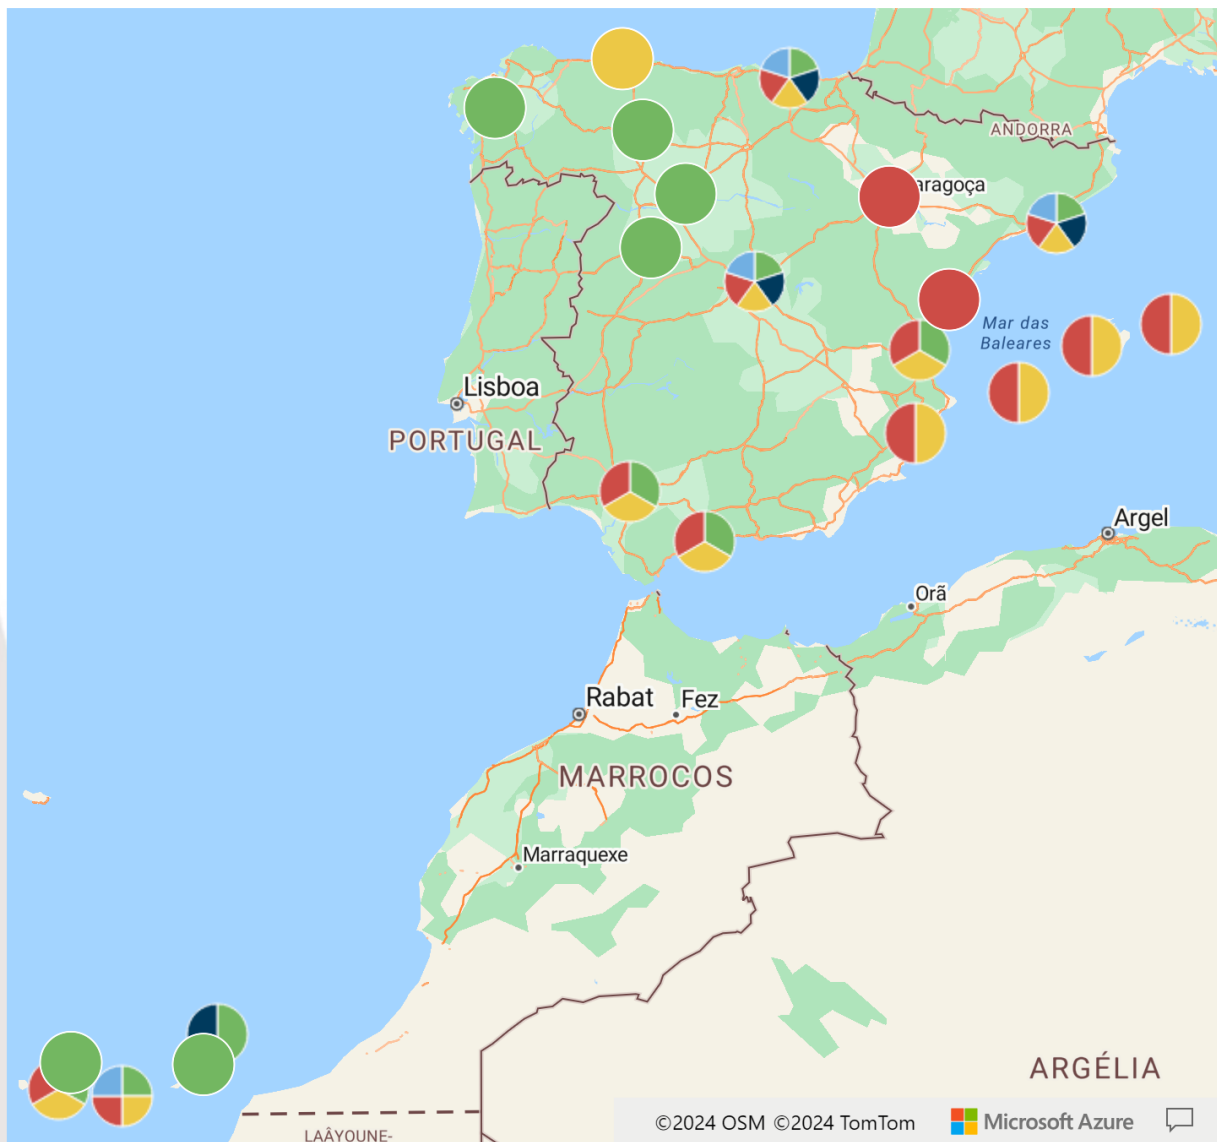 ANDORRA
aragoça
Mar das
Baleares
Lisboa
PORTUGAL
Argel
Orã
Rabat
Fez
MARROCOS
Marraquexe
ARGÉLIA
©2024 OSM ©2024 TomTom
Microsoft Azure
LAÂYOUNE-